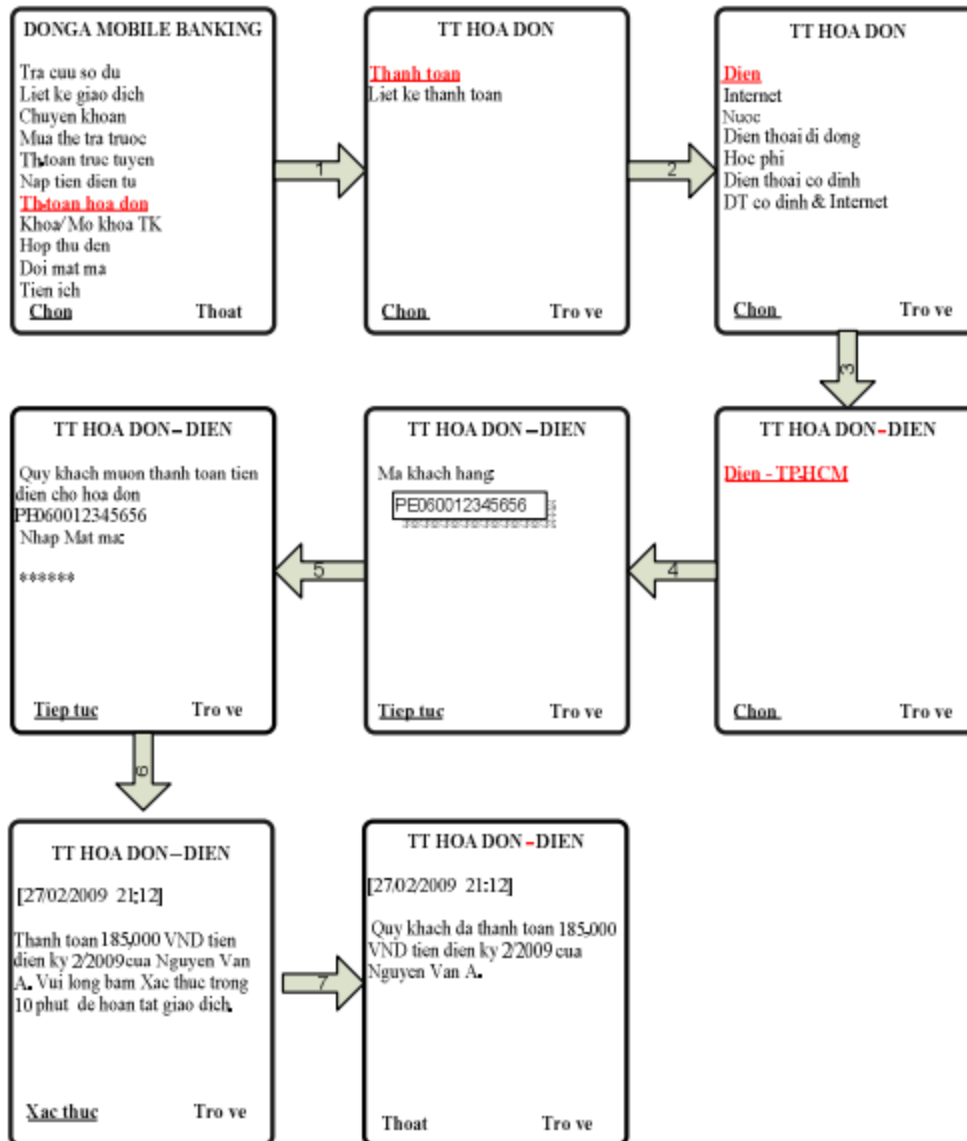 DONGA MOBILE BANKING
Tra cuu so du
Liet ke giao dich
Chuyen khoan
Mua the tra truoc
Th.toan truc tuyen
Nap tien dien tu
Th.toan hoa don
Khoa/ Mo khoa TK
Hop thu den
Doi mat ma
Tien ich
Chon Thoat
1
TT HOA DON
Thanh toan
Liet ke thanh toan
Chon Tro ve
2
TT HOA DON
Dien
Internet
Nuoc
Dien thoai di dong
Hoc phi
Dien thoai co dinh
DT co dinh & Internet
Chon Tro ve
3
TT HOA DON-DIEN
Dien - TP.HCM
Chon Tro ve
4
TT HOA DON –DIEN
Ma khach hang:
PE060012345656
Tiep tuc Tro ve
5
TT HOA DON– DIEN
Quy khach muon thanh toan tien
dien cho hoa don
PE060012345656
Nhap Mat ma:
******
Tiep tuc Tro ve
6
TT HOA DON–DIEN
[27/02/2009 21:12]
Thanh toan 185,000 VND tien
dien ky 2/2009 cua Nguyen Van
A. Vui long bam Xac thuc trong
10 phut de hoan tat giao dich.
Xac thuc Tro ve
7
TT HOA DON -DIEN
[27/02/2009 21:12]
Quy khach da thanh toan 185,000
VND tien dien ky 2/2009 cua
Nguyen Van A.
Thoat Tro ve